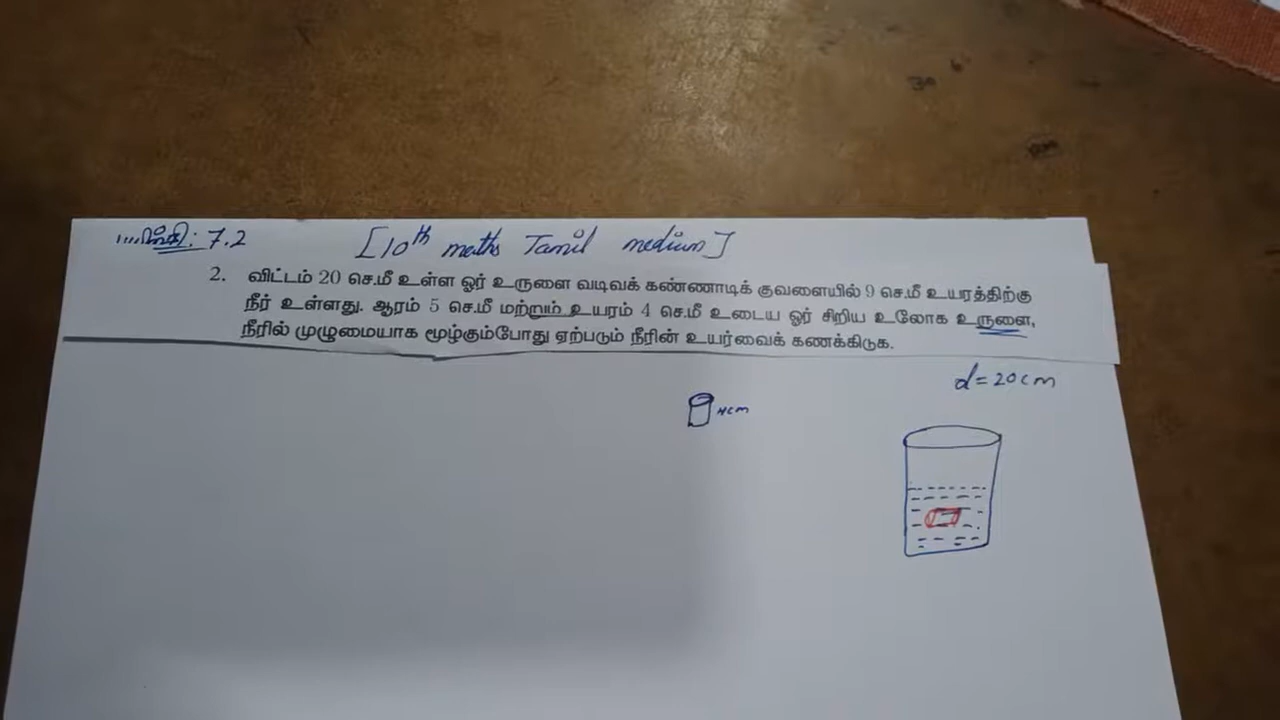 7.2 [10th maths Tamil medium]
2. விட்டம் 20 செ.மீ உள்ள ஓர் உருளை வடிவக் கண்ணாடிக் குவளையில் 9 செ.மீ உயரத்திற்கு
நீர் உள்ளது. ஆரம் 5 செ.மீ மற்றும் உயரம் 4 செ.மீ உடைய ஓர் சிறிய உலோக உருளை,
நீரில் முழுமையாக மூழ்கும்போது ஏற்படும் நீரின் உயர்வைக் கணக்கிடுக.
d = 20cm
4cm